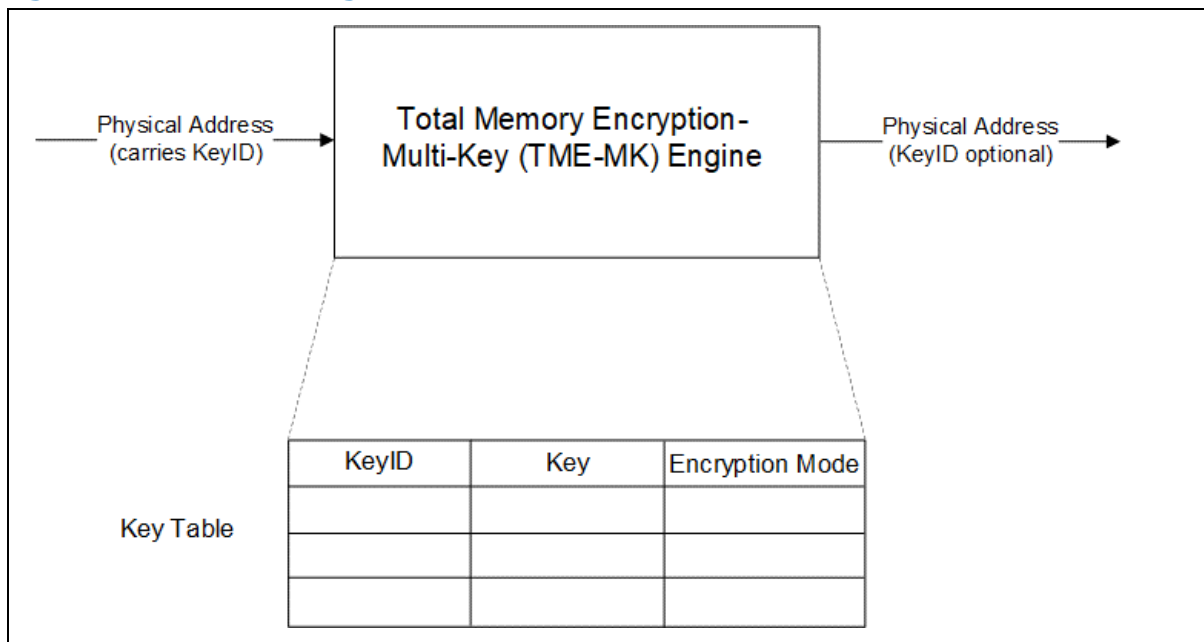 Physical Address
(carries KeyID)
Total Memory Encryption-
Multi-Key (TME-MK) Engine
Physical Address
(KeyID optional)
KeyID Key Encryption Mode
Key Table